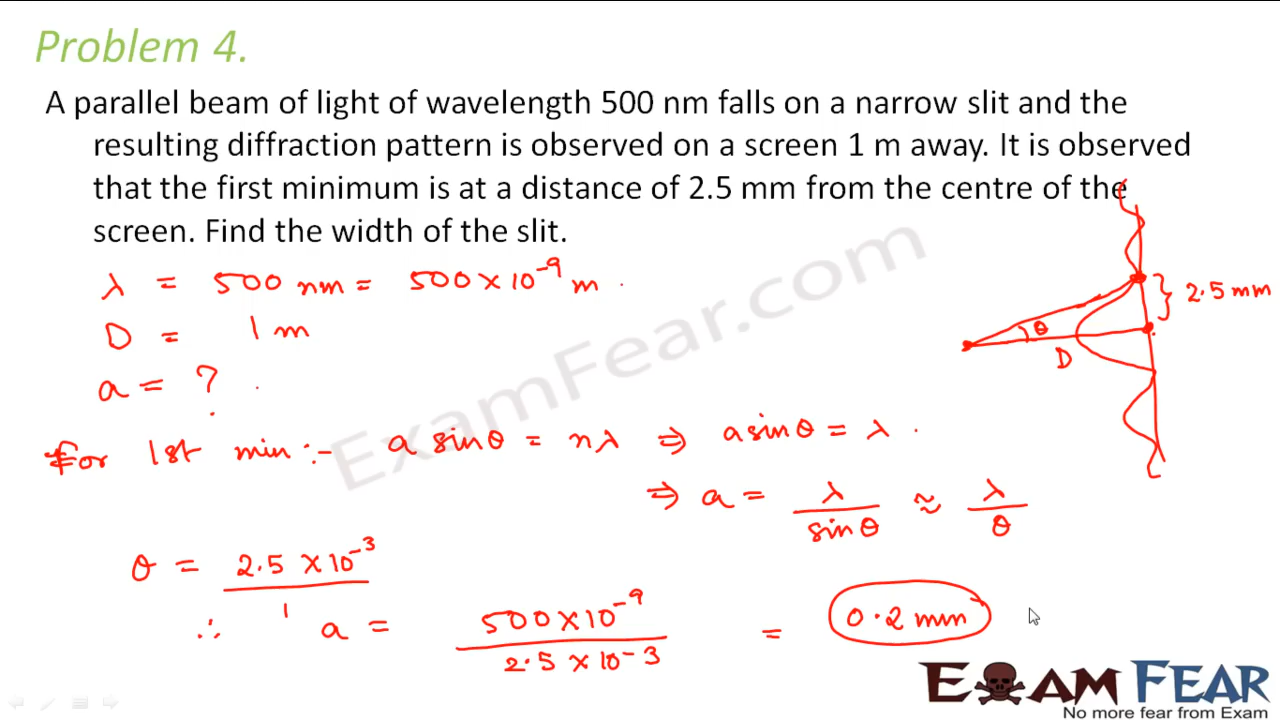 Problem 4.
A parallel beam of light of wavelength 500 nm falls on a narrow slit and the
resulting diffraction pattern is observed on a screen 1 m away. It is observed
that the first minimum is at a distance of 2.5 mm from the centre of the
screen. Find the width of the slit.
λ = 500 nm = 500 × 10⁻⁹ m.
D = 1 m
a = ?
2.5 mm
θ
D
For 1st min :- a sinθ = nλ ⇒ a sinθ = λ.
⇒ a = λ/sinθ ≈ λ/θ
θ = 2.5 × 10⁻³/1
∴ a = 500 × 10⁻⁹/2.5 × 10⁻³ = 0.2 mm
ExamFear.com
EXAM FEAR
No more fear from Exam